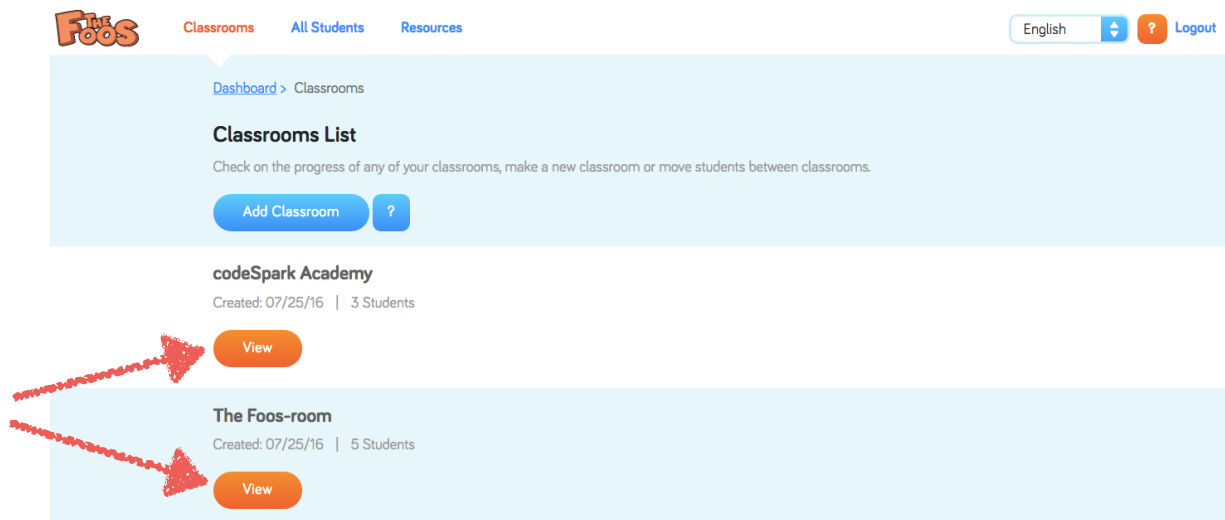 THE FOOS
Classrooms All Students Resources English ? Logout
Dashboard > Classrooms
Classrooms List
Check on the progress of any of your classrooms, make a new classroom or move students between classrooms.
Add Classroom ?
codeSpark Academy
Created: 07/25/16 | 3 Students
View
The Foos-room
Created: 07/25/16 | 5 Students
View